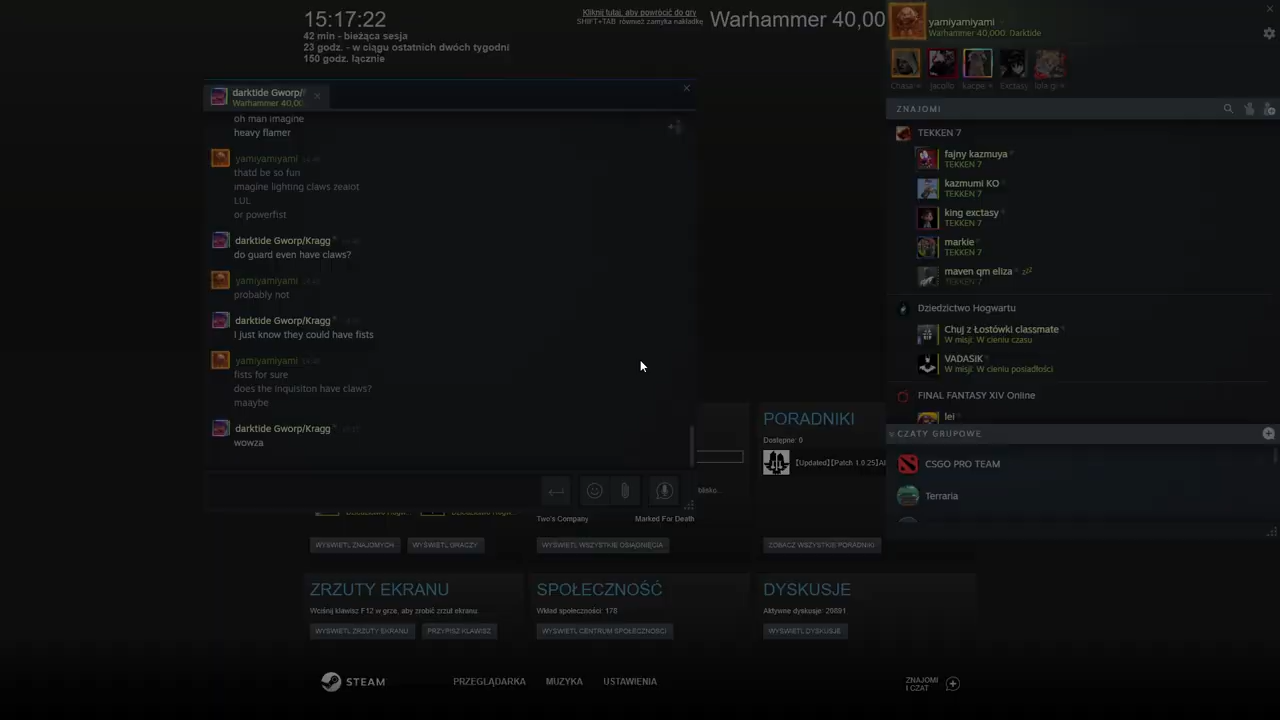 15:17:22
42 min - bieżąca sesja
23 godz. - w ciągu ostatnich dwóch tygodni
150 godz. łącznie
Kliknij tutaj, aby powrócić do gry
SHIFT+TAB również zamyka nakładkę
Warhammer 40,00
darktide Gworp/
Warhammer 40,00
oh man imagine
heavy flamer
yamiyamiyami
thatd be so fun
imagine lighting claws zealot
LUL
or powerfist
darktide Gworp/Kragg
do guard even have claws?
yamiyamiyami
probably not
darktide Gworp/Kragg
I just know they could have fists
yamiyamiyami
fists for sure
does the inquisiton have claws?
maaybe
darktide Gworp/Kragg
wowza
Two's Company
Marked For Death
WYŚWIETL ZNAJOMYCH
WYŚWIETL GRACZY
WYŚWIETL WSZYSTKIE OSIĄGNIĘCIA
PORADNIKI
Dostępne: 0
[Updated][Patch 1.0.25]Al
ZOBACZ WSZYSTKIE PORADNIKI
ZRZUTY EKRANU
Wciśnij klawisz F12 w grze, aby zrobić zrzut ekranu.
WYŚWIETL ZRZUTY EKRANU
PRZYPISZ KLAWISZ
SPOŁECZNOŚĆ
Wkład społeczności: 178
WYŚWIETL CENTRUM SPOŁECZNOŚCI
DYSKUSJE
Aktywne dyskusje: 20891
WYŚWIETL DYSKUSJE
STEAM
PRZEGLĄDARKA
MUZYKA
USTAWIENIA
ZNAJOMI
I CZAT
yamiyamiyami
Warhammer 40,000: Darktide
Chasa
jacollo
kacpe
Exctasy
lola gi
ZNAJOMI
TEKKEN 7
fajny kazmuya
TEKKEN 7
kazmumi KO
TEKKEN 7
king exctasy
TEKKEN 7
markie
TEKKEN 7
maven qm eliza
TEKKEN 7
Dziedzictwo Hogwartu
Chuj z Łostówki classmate
W misji: W cieniu czasu
VADASIK
W misji: W cieniu posiadłości
FINAL FANTASY XIV Online
lei
CZATY GRUPOWE
CSGO PRO TEAM
Terraria